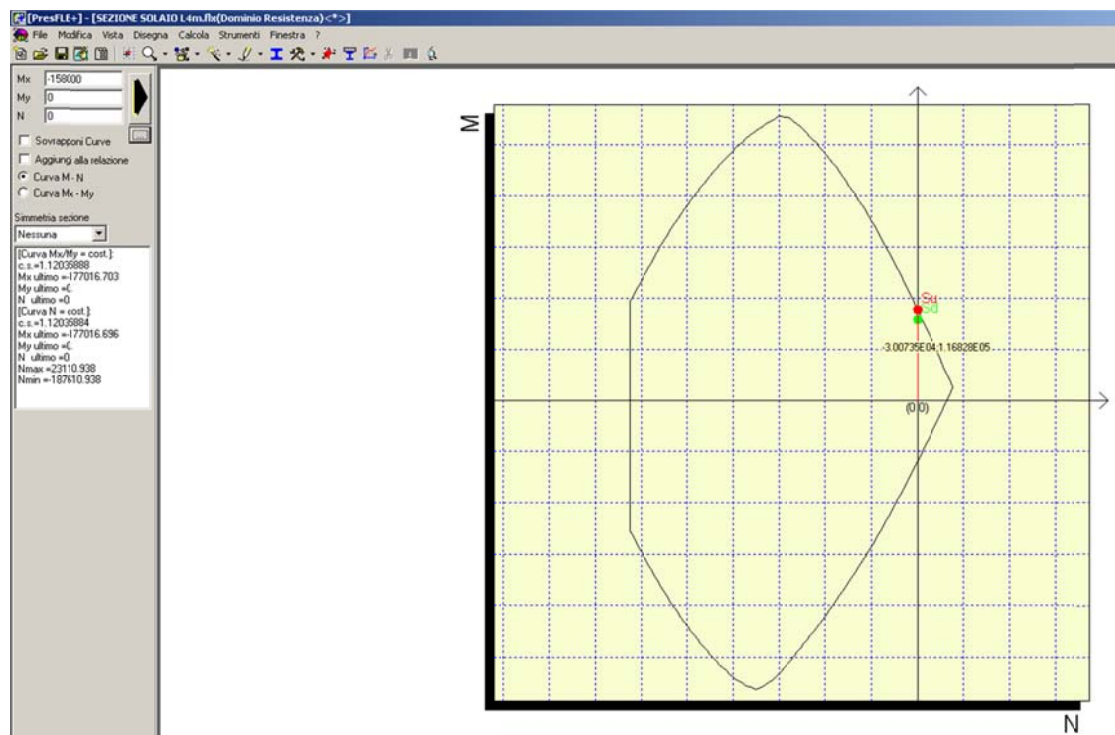 [PresFLE+] - [SEZIONE SOLAIO L4m.flx(Dominio Resistenza)<*>]
File Modifica Vista Disegna Calcola Strumenti Finestra ?
Mx -158000
My 0
N 0
Sovrapponi Curve
Aggiungi alla relazione
Curva M - N
Curva Mx - My
Simmetria sezione
Nessuna
[Curva Mx/My = cost.]:
c.s.=1.12035888
Mx ultimo =-177016.703
My ultimo =0.
N ultimo =0
[Curva N = cost.]:
c.s.=1.12035884
Mx ultimo =-177016.696
My ultimo =0.
N ultimo =0
Nmax =23110.938
Nmin =-187610.938
M
Su
Sd
-3.00735E04;1.16828E05
(0;0)
N